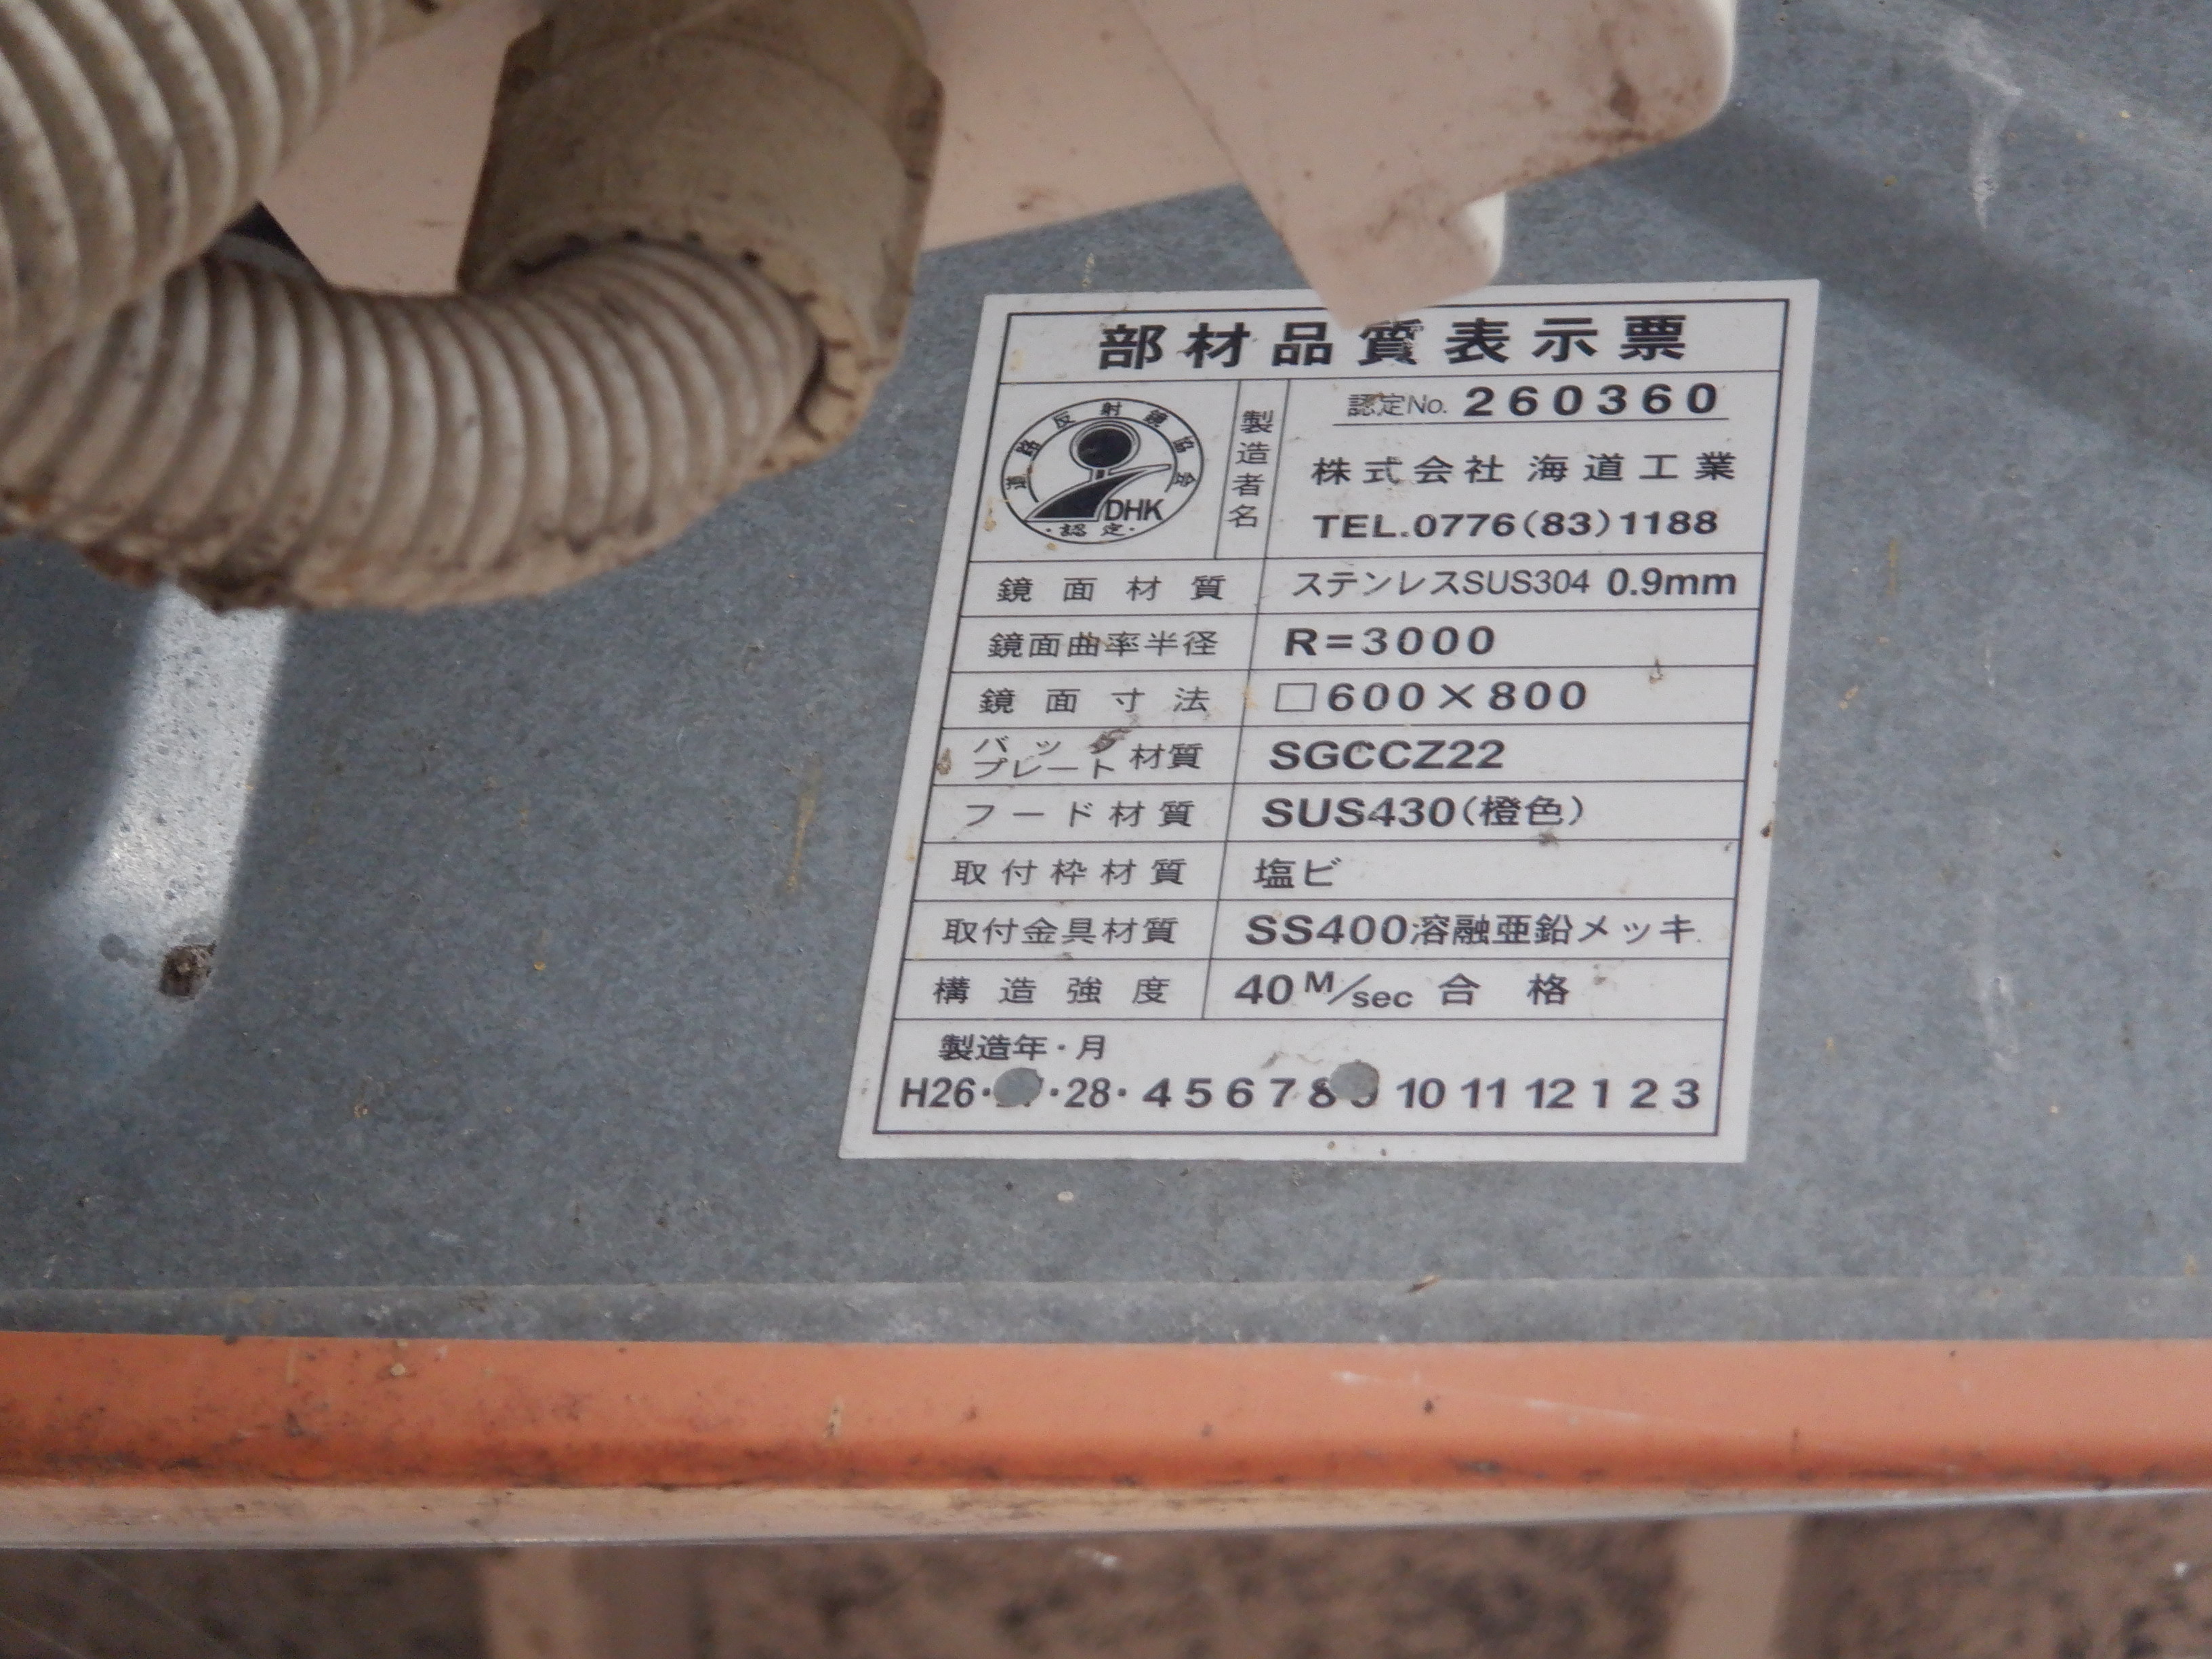 部材品質表示票
道路反射鏡協会
DHK
・認定・
製造者名
認定No. 260360
株式会社 海道工業
TEL.0776(83)1188
鏡面材質 ステンレスSUS304 0.9mm
鏡面曲率半径 R=3000
鏡面寸法 □600×800
バックプレート材質 SGCCZ22
フード材質 SUS430(橙色)
取付枠材質 塩ビ
取付金具材質 SS400溶融亜鉛メッキ
構造強度 40M/sec 合格
製造年・月
H26・ ・28・4 5 6 7 8 10 11 12 1 2 3